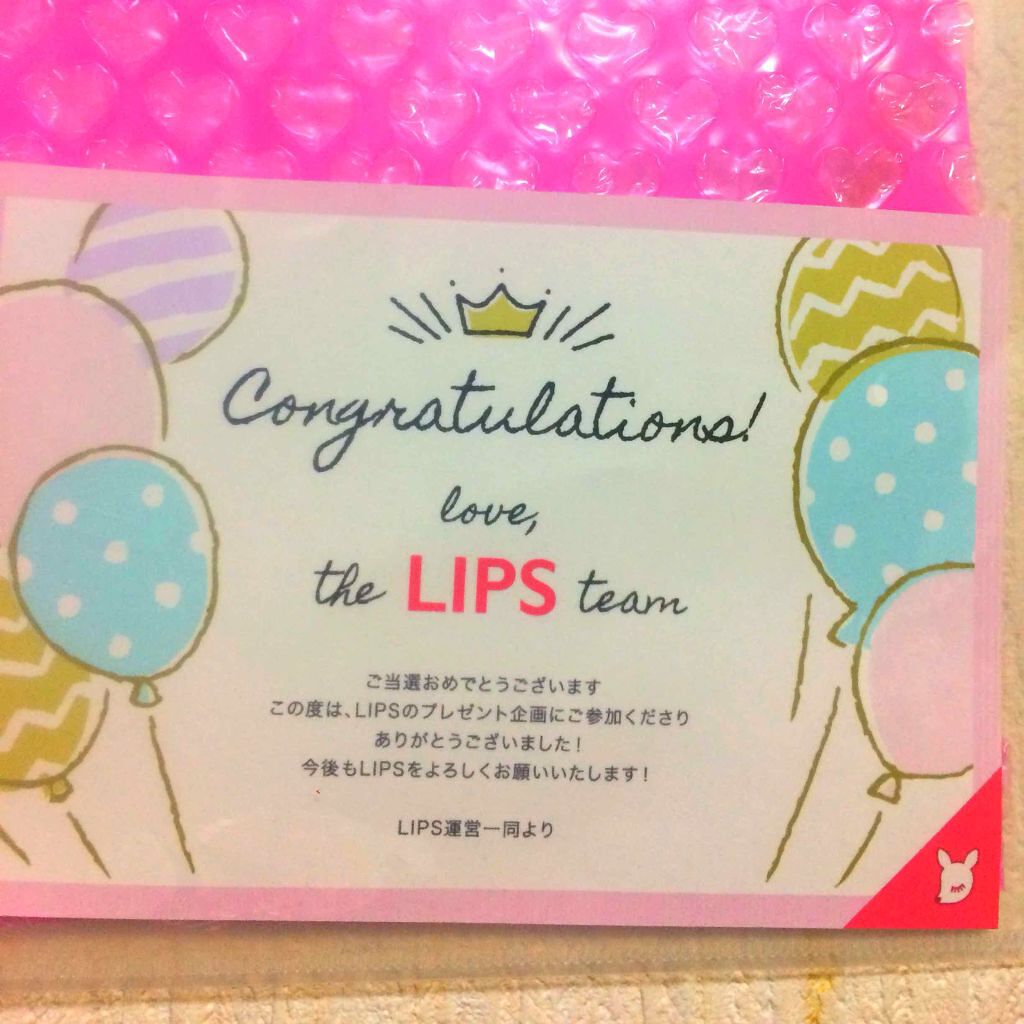 Congratulations!
love,
the LIPS team
ご当選おめでとうございます
この度は、LIPSのプレゼント企画にご参加くださり
ありがとうございました！
今後もLIPSをよろしくお願いいたします！
LIPS運営一同より